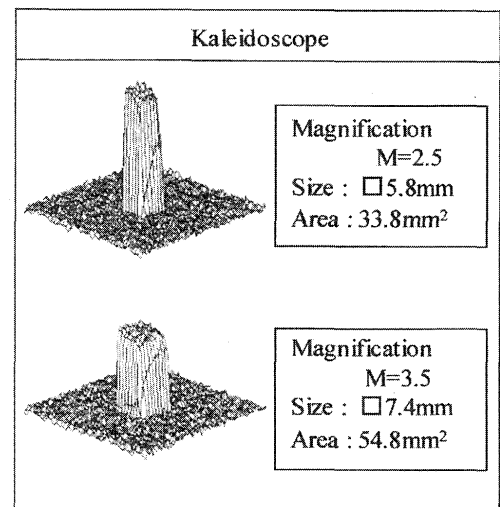 Kaleidoscope
Magnification
M=2.5
Size : □5.8mm
Area : 33.8mm²
Magnification
M=3.5
Size : □7.4mm
Area : 54.8mm²